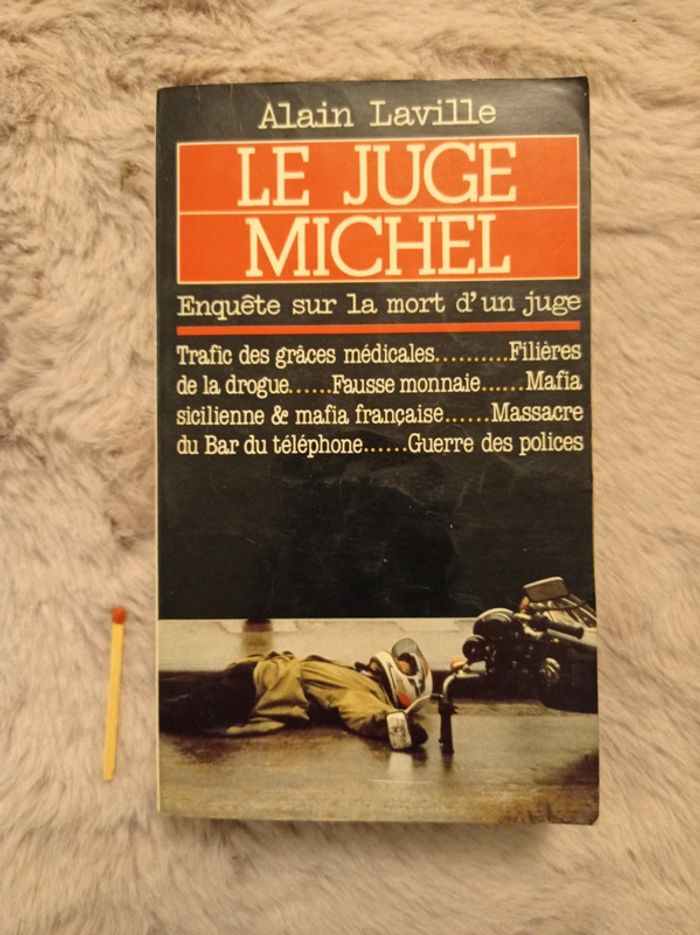 Alain Laville
LE JUGE
MICHEL
Enquête sur la mort d'un juge
Trafic des grâces médicales..........Filières
de la drogue......Fausse monnaie......Mafia
sicilienne & mafia française......Massacre
du Bar du téléphone......Guerre des polices